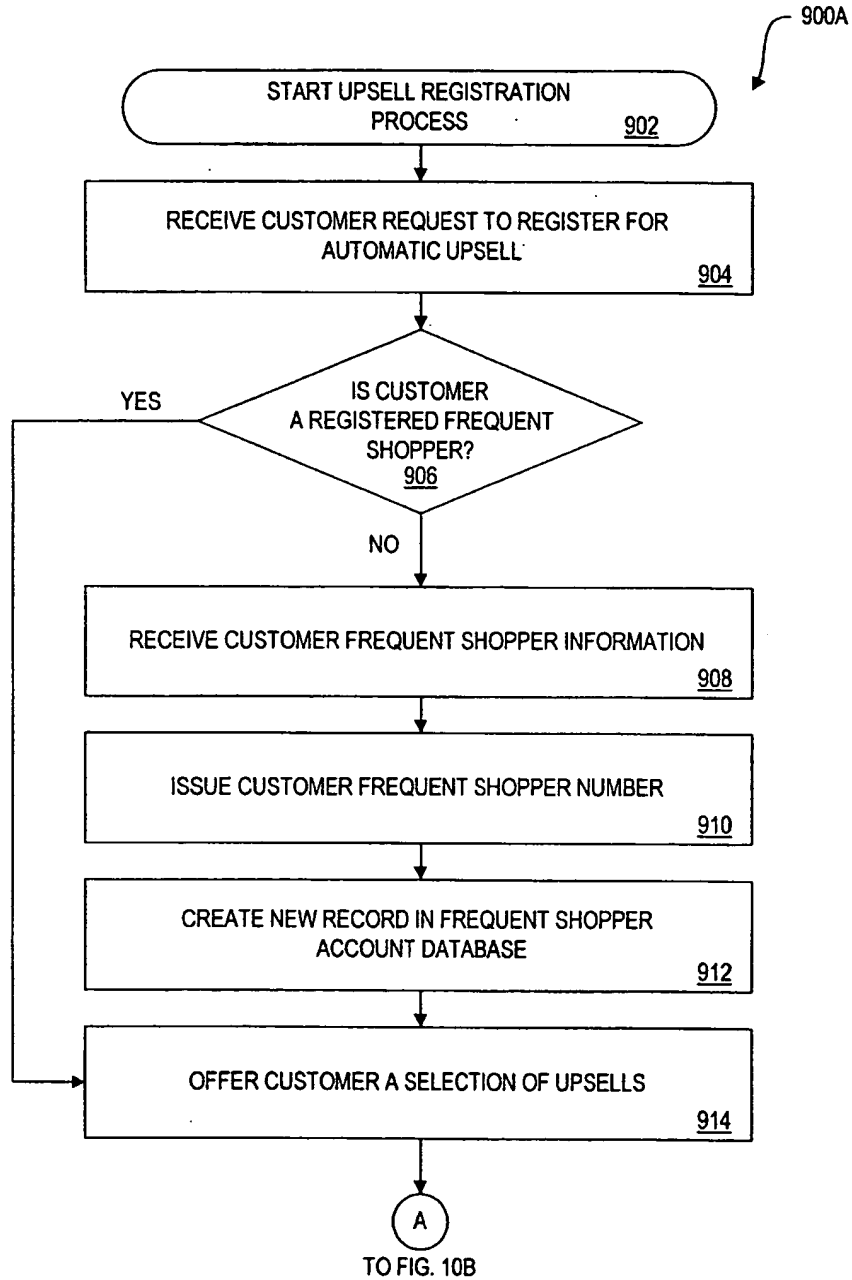 900A
START UPSELL REGISTRATION
PROCESS
902
RECEIVE CUSTOMER REQUEST TO REGISTER FOR
AUTOMATIC UPSELL
904
IS CUSTOMER
A REGISTERED FREQUENT
SHOPPER?
906
YES
NO
RECEIVE CUSTOMER FREQUENT SHOPPER INFORMATION
908
ISSUE CUSTOMER FREQUENT SHOPPER NUMBER
910
CREATE NEW RECORD IN FREQUENT SHOPPER
ACCOUNT DATABASE
912
OFFER CUSTOMER A SELECTION OF UPSELLS
914
A
TO FIG. 10B